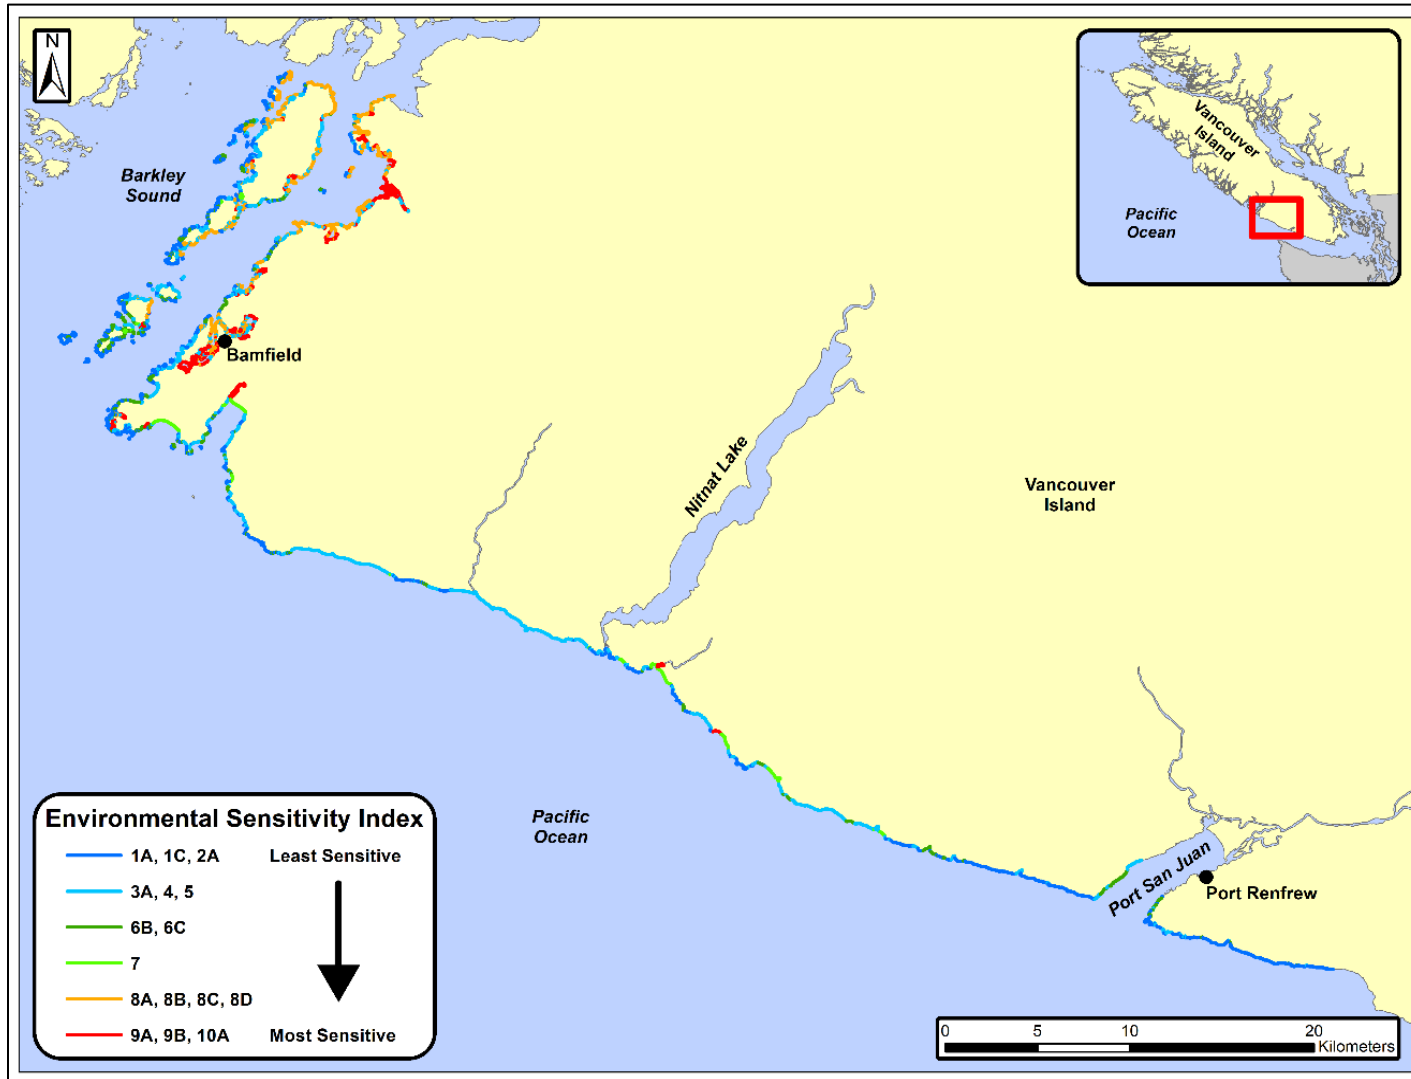 N
Barkley
Sound
Bamfield
Nitnat Lake
Vancouver
Island
Pacific
Ocean
Port San Juan
Port Renfrew
Vancouver
Island
Pacific
Ocean
Environmental Sensitivity Index
1A, 1C, 2A Least Sensitive
3A, 4, 5
6B, 6C
7
8A, 8B, 8C, 8D
9A, 9B, 10A Most Sensitive
0 5 10 20
Kilometers